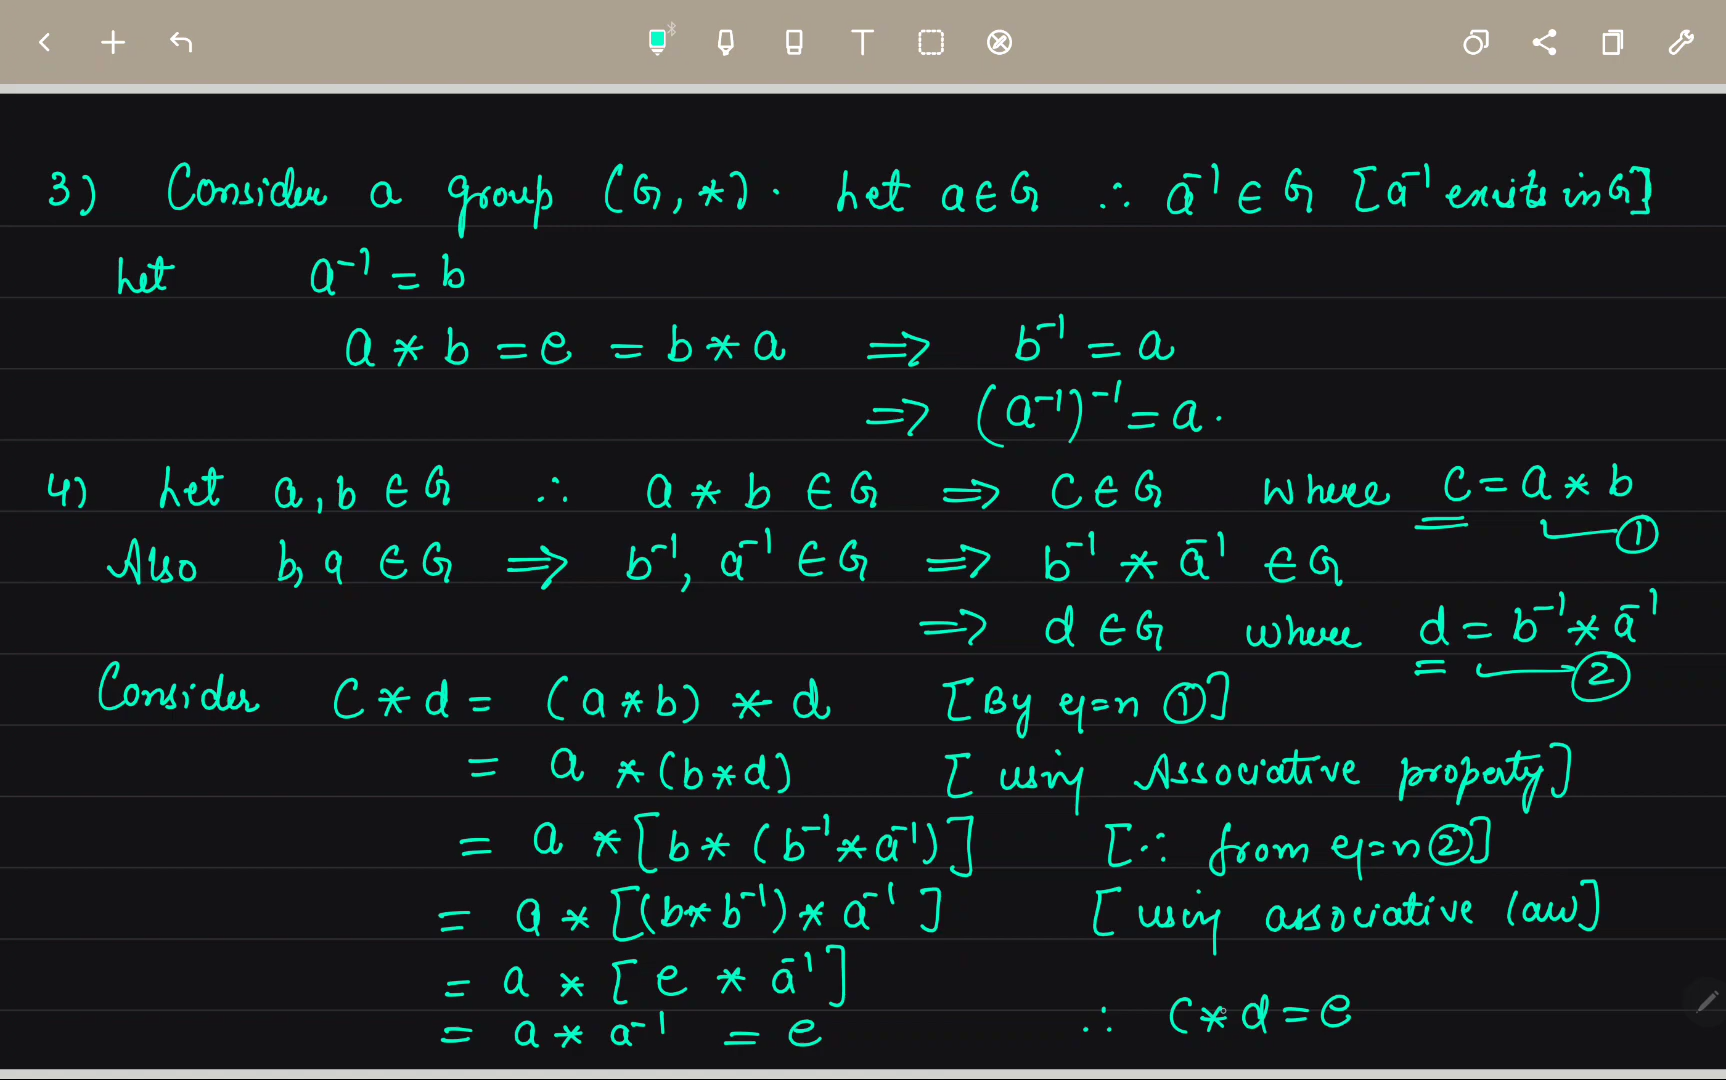 3) Consider a group (G, *). Let a ∈ G ∴ a⁻¹ ∈ G [a⁻¹ exists in G]
Let a⁻¹ = b
a * b = e = b * a ⇒ b⁻¹ = a
⇒ (a⁻¹)⁻¹ = a.
4) Let a, b ∈ G ∴ a * b ∈ G ⇒ c ∈ G where c = a * b ①
Also b, a ∈ G ⇒ b⁻¹, a⁻¹ ∈ G ⇒ b⁻¹ * a⁻¹ ∈ G
⇒ d ∈ G where d = b⁻¹ * a⁻¹ ②
Consider c * d = (a * b) * d [By eq=n ①]
= a * (b * d) [using Associative property]
= a * [b * (b⁻¹ * a⁻¹)] [∴ from eq=n ②]
= a * [(b * b⁻¹) * a⁻¹] [using associative law]
= a * [e * a⁻¹]
= a * a⁻¹ = e ∴ c * d = e